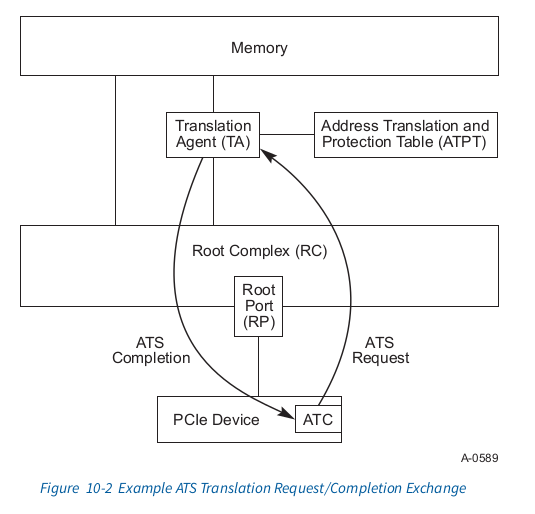 Memory
Translation
Agent (TA)
Address Translation and
Protection Table (ATPT)
Root Complex (RC)
Root
Port
(RP)
ATS
Completion
ATS
Request
PCIe Device
ATC
A-0589
Figure 10-2 Example ATS Translation Request/Completion Exchange